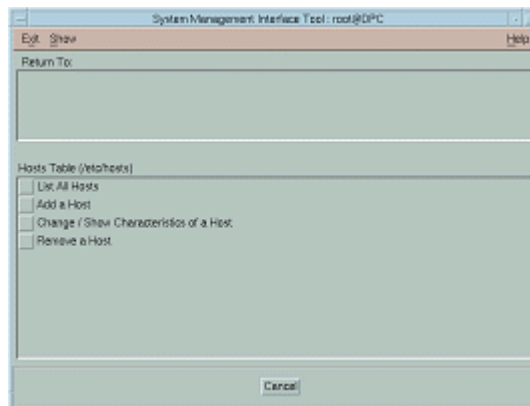 System Management Interface Tool : root@DPC
Exit Show Help
Return To:
Hosts Table (/etc/hosts)
List All Hosts
Add a Host
Change / Show Characteristics of a Host
Remove a Host
Cancel